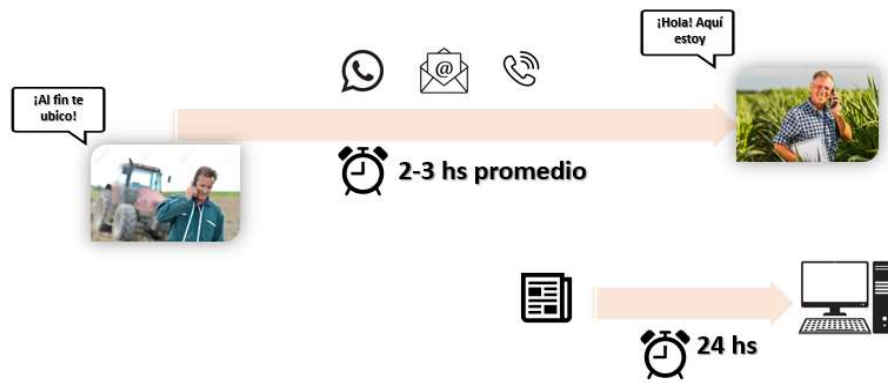 ¡Hola! Aquí
estoy
¡Al fin te
ubico!
@
2-3 hs promedio
24 hs